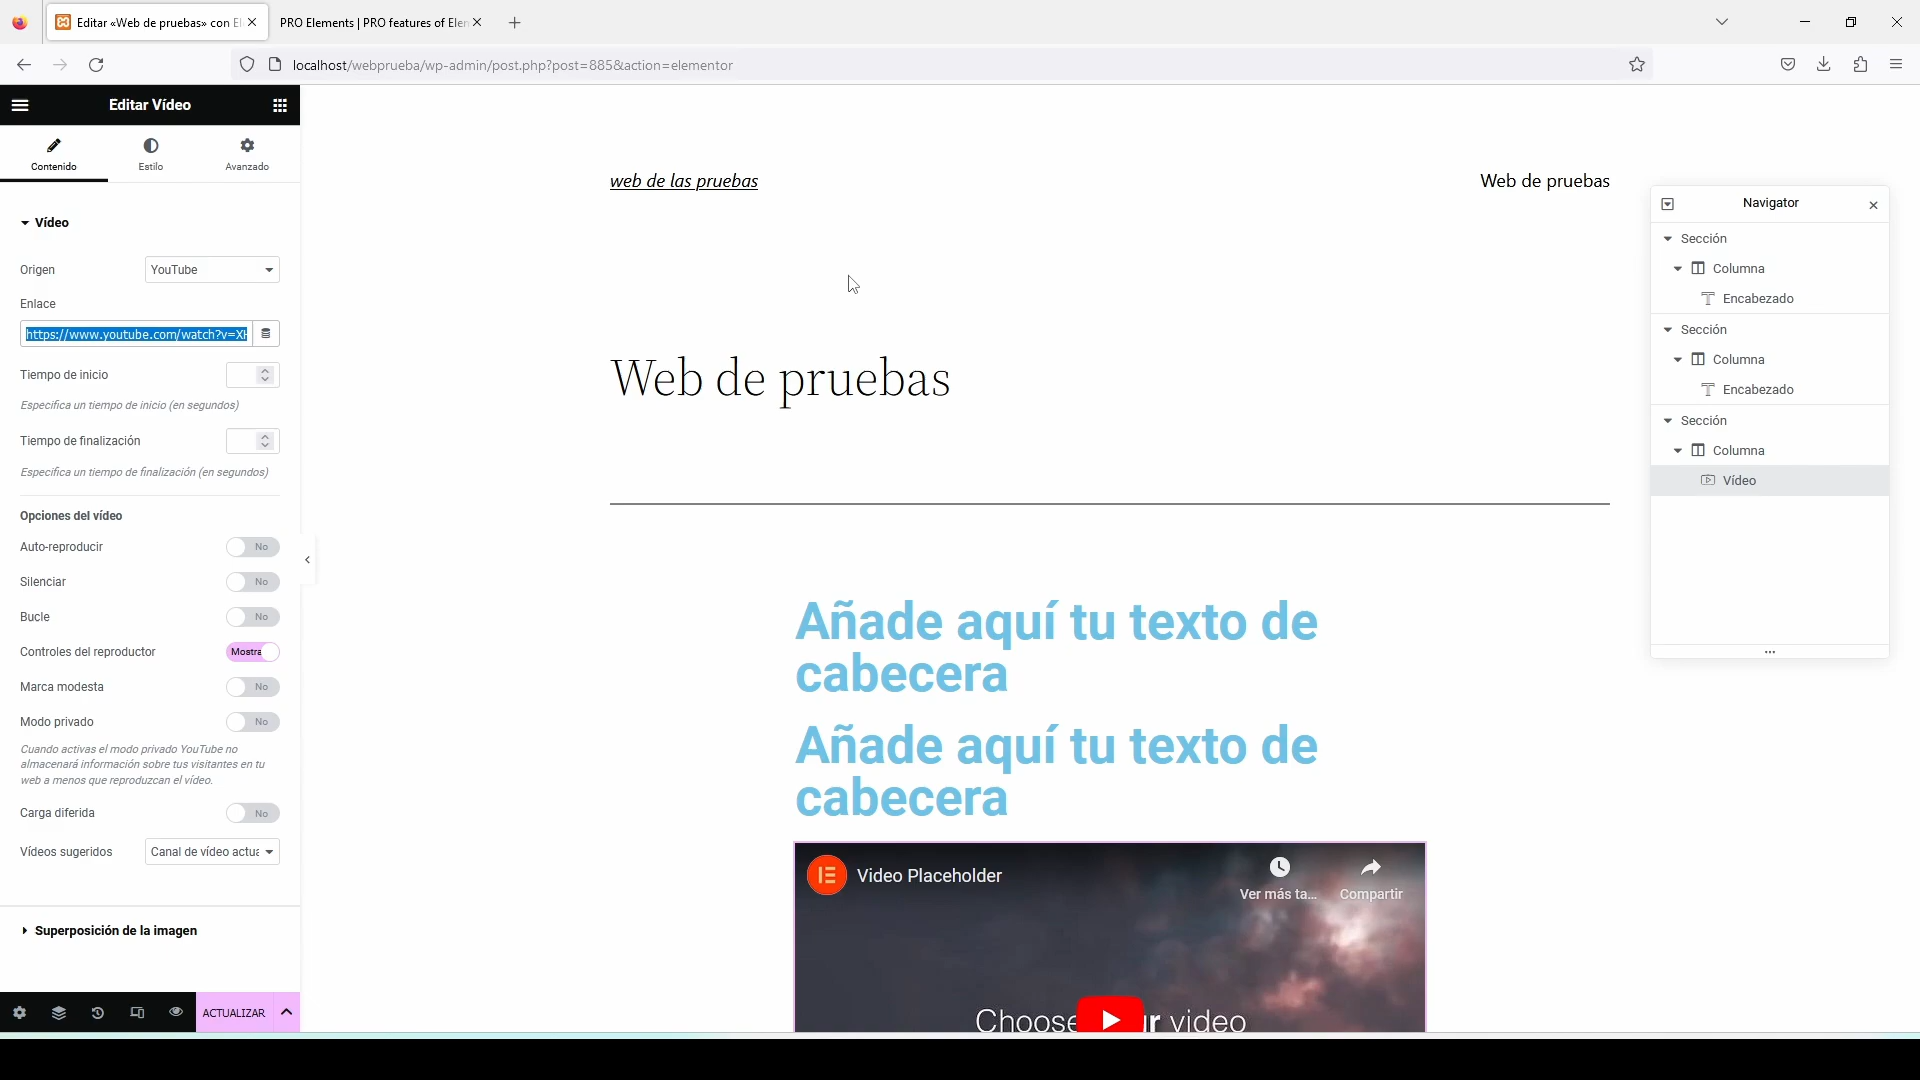 Editar «Web de pruebas» con El
PRO Elements | PRO features of Elem
localhost/webprueba/wp-admin/post.php?post=885&action=elementor
Editar Vídeo
Contenido
Estilo
Avanzado
Vídeo
Origen
YouTube
Enlace
https://www.youtube.com/watch?v=XH
Tiempo de inicio
Especifica un tiempo de inicio (en segundos)
Tiempo de finalización
Especifica un tiempo de finalización (en segundos)
Opciones del vídeo
Auto-reproducir
No
Silenciar
No
Bucle
No
Controles del reproductor
Mostra
Marca modesta
No
Modo privado
No
Cuando activas el modo privado YouTube no
almacenará información sobre tus visitantes en tu
web a menos que reproduzcan el vídeo.
Carga diferida
No
Vídeos sugeridos
Canal de vídeo actua
Superposición de la imagen
ACTUALIZAR
web de las pruebas
Web de pruebas
Web de pruebas
Añade aquí tu texto de
cabecera
Añade aquí tu texto de
cabecera
Video Placeholder
Ver más ta...
Compartir
Choose
ur video
Navigator
Sección
Columna
Encabezado
Sección
Columna
Encabezado
Sección
Columna
Vídeo